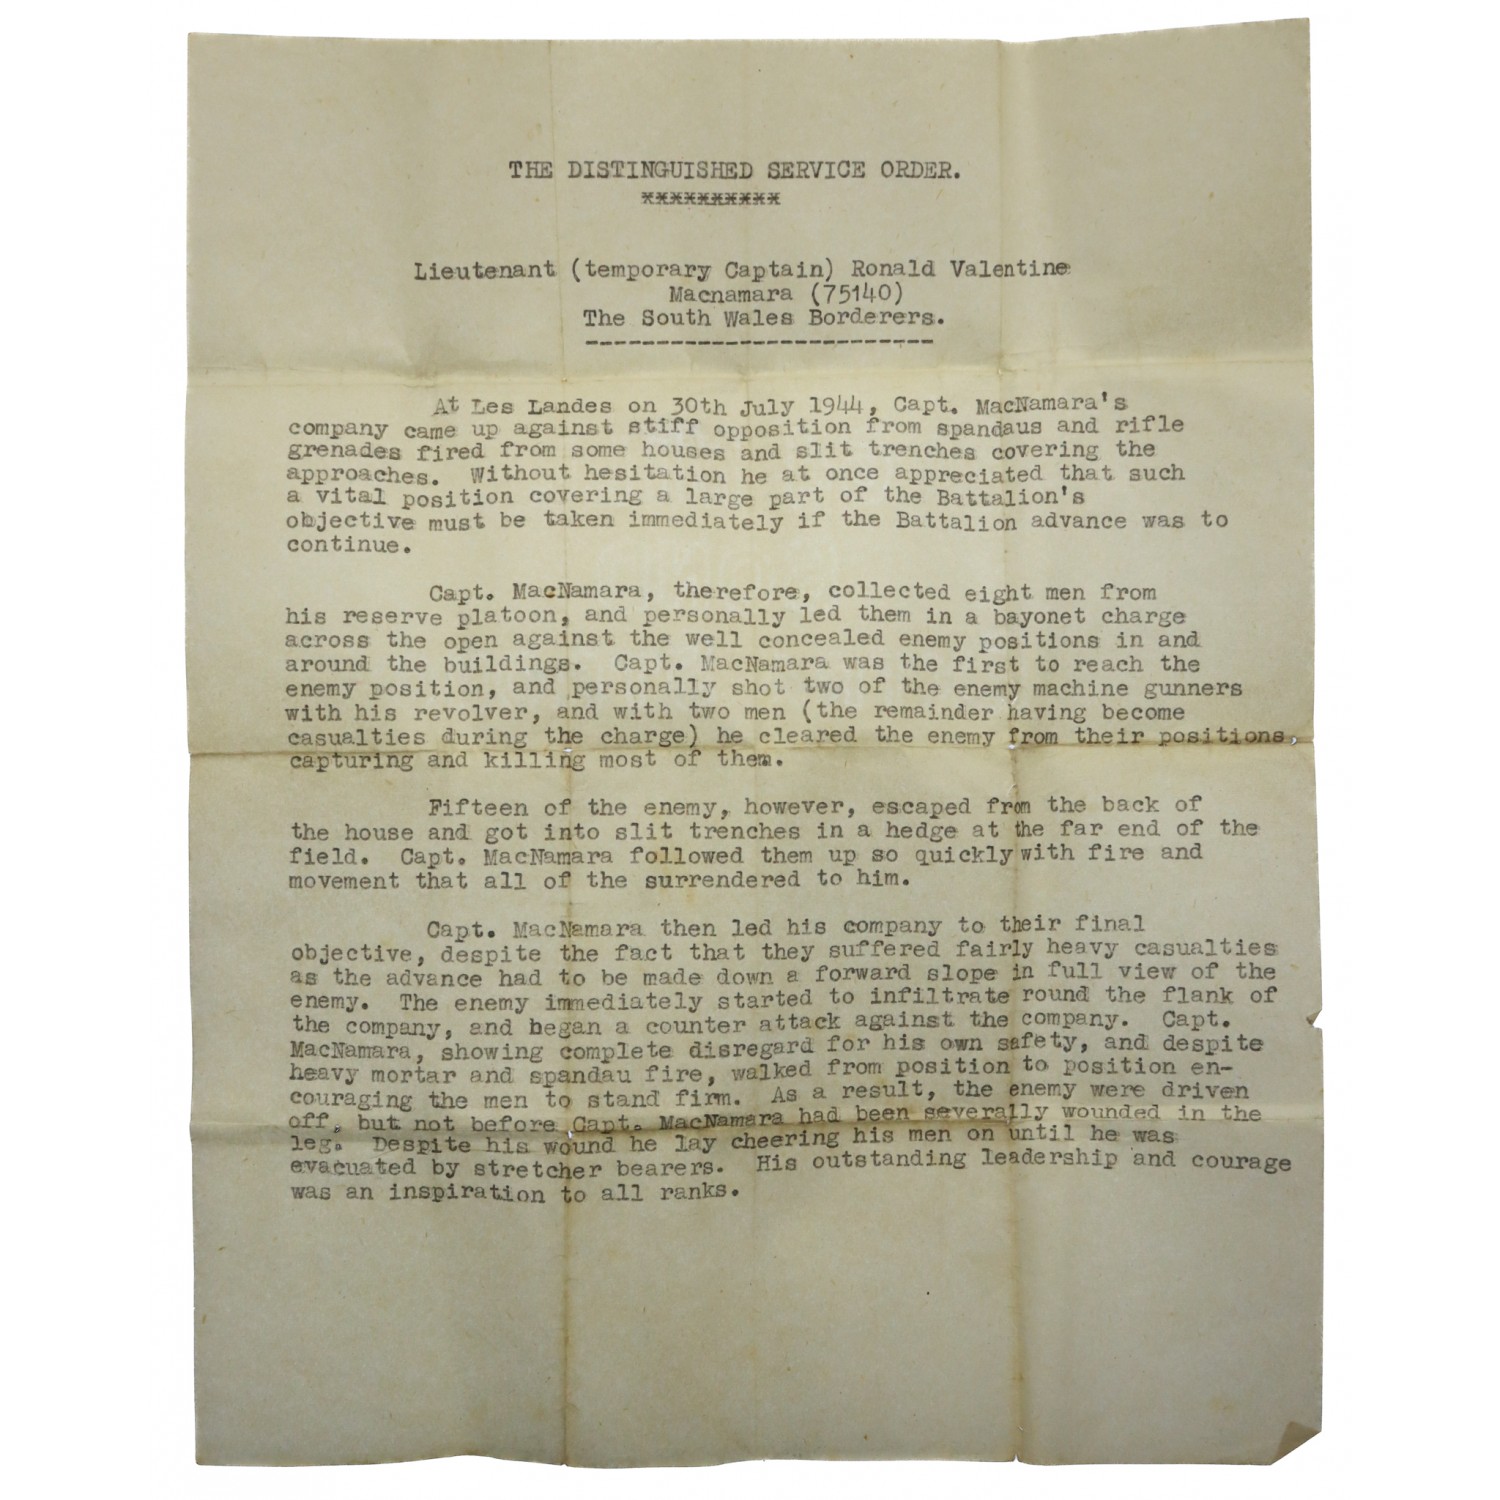 THE DISTINGUISHED SERVICE ORDER.
**********
Lieutenant (temporary Captain) Ronald Valentine
Macnamara (75140)
The South Wales Borderers.
-------------------------
At Les Landes on 30th July 1944, Capt. MacNamara's
company came up against stiff opposition from spandaus and rifle
grenades fired from some houses and slit trenches covering the
approaches. Without hesitation he at once appreciated that such
a vital position covering a large part of the Battalion's
objective must be taken immediately if the Battalion advance was to
continue.
Capt. MacNamara, therefore, collected eight men from
his reserve platoon, and personally led them in a bayonet charge
across the open against the well concealed enemy positions in and
around the buildings. Capt. MacNamara was the first to reach the
enemy position, and personally shot two of the enemy machine gunners
with his revolver, and with two men (the remainder having become
casualties during the charge) he cleared the enemy from their positions,
capturing and killing most of them.
Fifteen of the enemy, however, escaped from the back of
the house and got into slit trenches in a hedge at the far end of the
field. Capt. MacNamara followed them up so quickly with fire and
movement that all of the surrendered to him.
Capt. MacNamara then led his company to their final
objective, despite the fact that they suffered fairly heavy casualties
as the advance had to be made down a forward slope in full view of the
enemy. The enemy immediately started to infiltrate round the flank of
the company, and began a counter attack against the company. Capt.
MacNamara, showing complete disregard for his own safety, and despite
heavy mortar and spandau fire, walked from position to position en-
couraging the men to stand firm. As a result, the enemy were driven
off, but not before Capt. MacNamara had been severally wounded in the
leg. Despite his wound he lay cheering his men on until he was
evacuated by stretcher bearers. His outstanding leadership and courage
was an inspiration to all ranks.